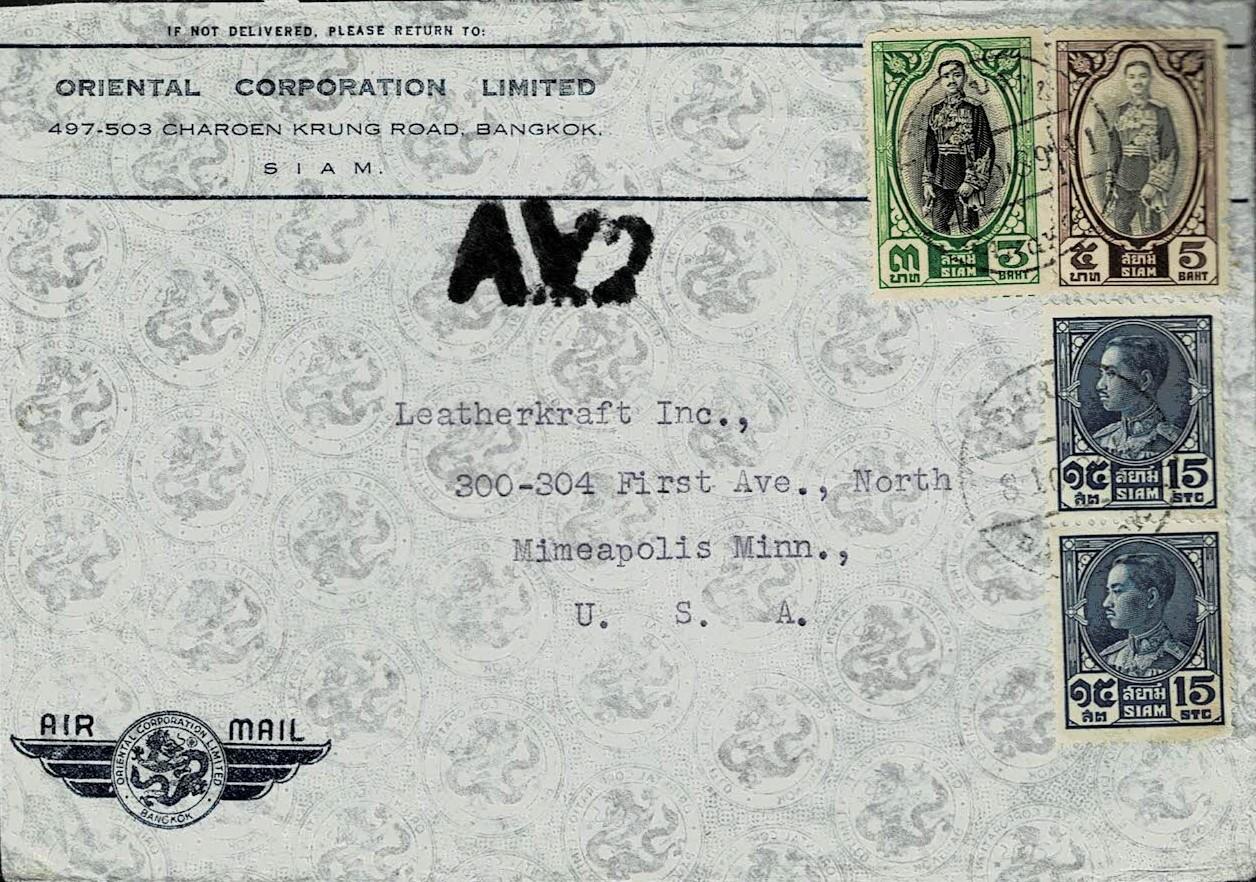 IF NOT DELIVERED, PLEASE RETURN TO:
ORIENTAL CORPORATION LIMITED
497-503 CHAROEN KRUNG ROAD, BANGKOK.
SIAM.
๓ บาท สยาม SIAM 3 BAHT
๕ บาท สยาม SIAM 5 BAHT
AV2
Leatherkraft Inc.,
300-304 First Ave., North
Mimeapolis Minn.,
U. S. A.
๑๕ สต สยาม SIAM 15 STG
๑๕ สต สยาม SIAM 15 STG
AIR MAIL
ORIENTAL CORPORATION LIMITED
BANGKOK